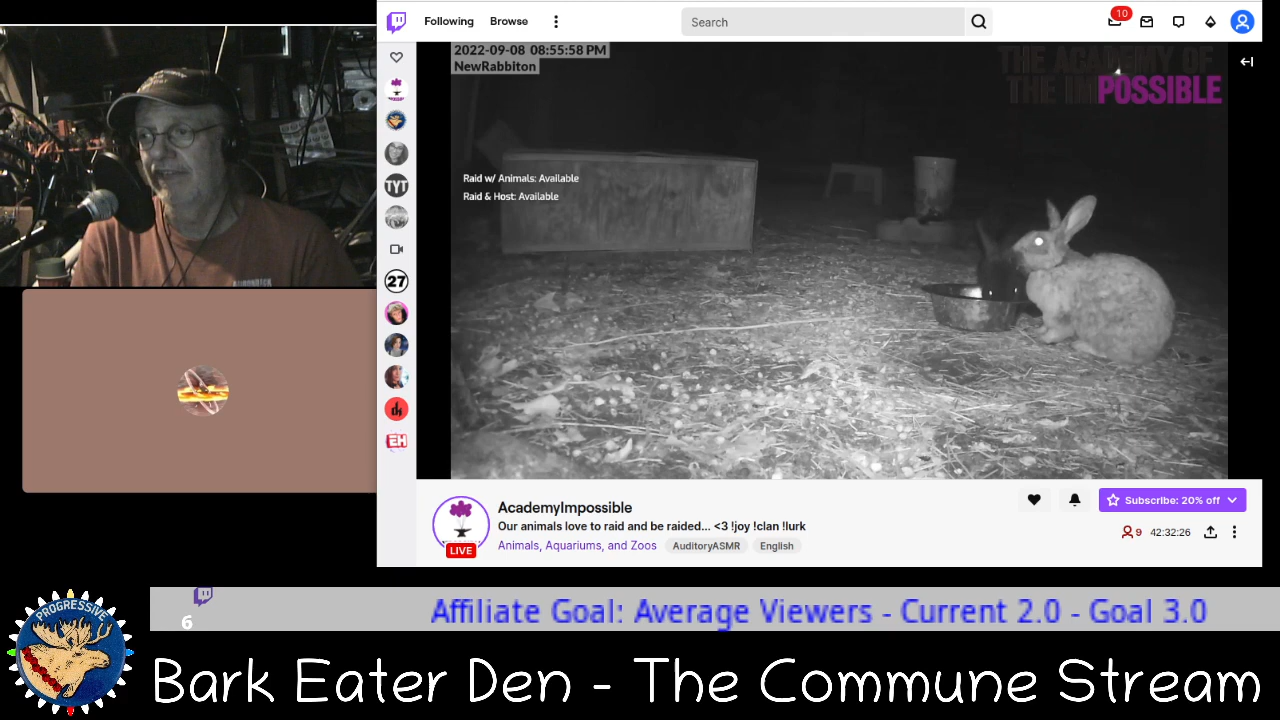 Following Browse
Search
10
2022-09-08 08:55:58 PM
NewRabbiton
THE ACADEMY OF
THE IMPOSSIBLE
Raid w/ Animals: Available
Raid & Host: Available
TYT
27
EH
AcademyImpossible
Our animals love to raid and be raided... <3 !joy !clan !lurk
Animals, Aquariums, and Zoos AuditoryASMR English
LIVE
Subscribe: 20% off
9 42:32:26
6
Affiliate Goal: Average Viewers - Current 2.0 - Goal 3.0
PROGRESSIVE
Bark Eater Den - The Commune Stream